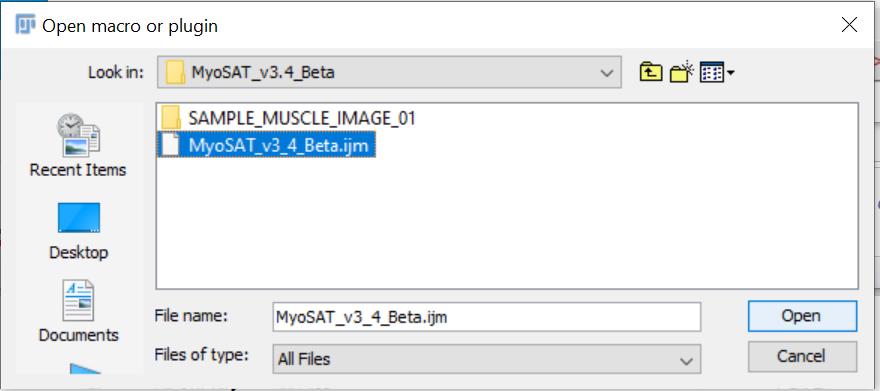 Open macro or plugin
Look in: MyoSAT_v3.4_Beta
Recent Items
Desktop
Documents
SAMPLE_MUSCLE_IMAGE_01
MyoSAT_v3_4_Beta.ijm
File name: MyoSAT_v3_4_Beta.ijm Open
Files of type: All Files Cancel